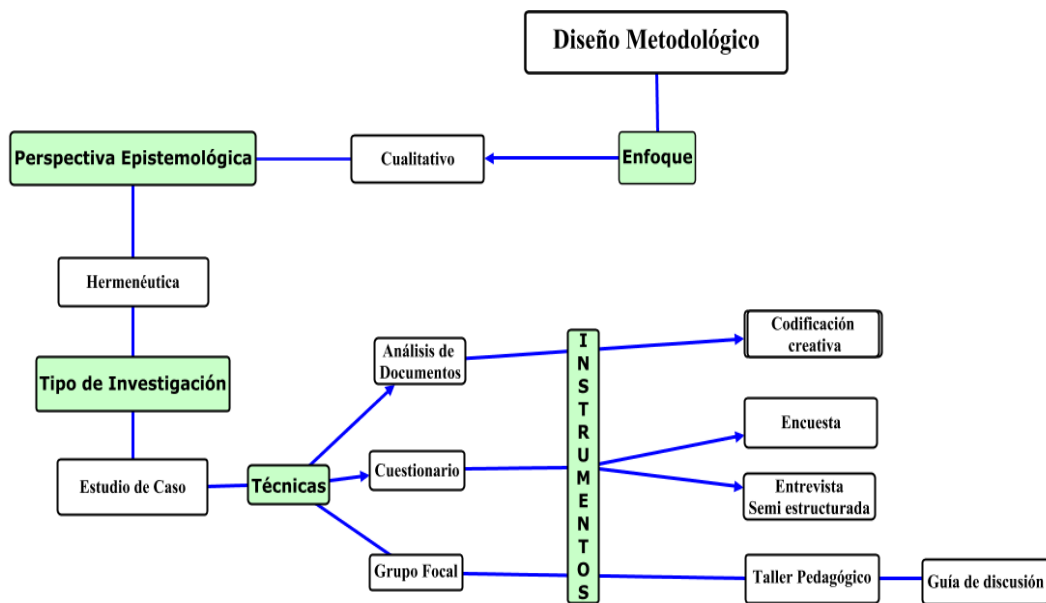 Diseño Metodológico
Perspectiva Epistemológica
Cualitativo
Enfoque
Hermenéutica
Tipo de Investigación
Estudio de Caso
Técnicas
Análisis de
Documentos
Cuestionario
Grupo Focal
INSTRUMENTOS
Codificación
creativa
Encuesta
Entrevista
Semi estructurada
Taller Pedagógico
Guía de discusión